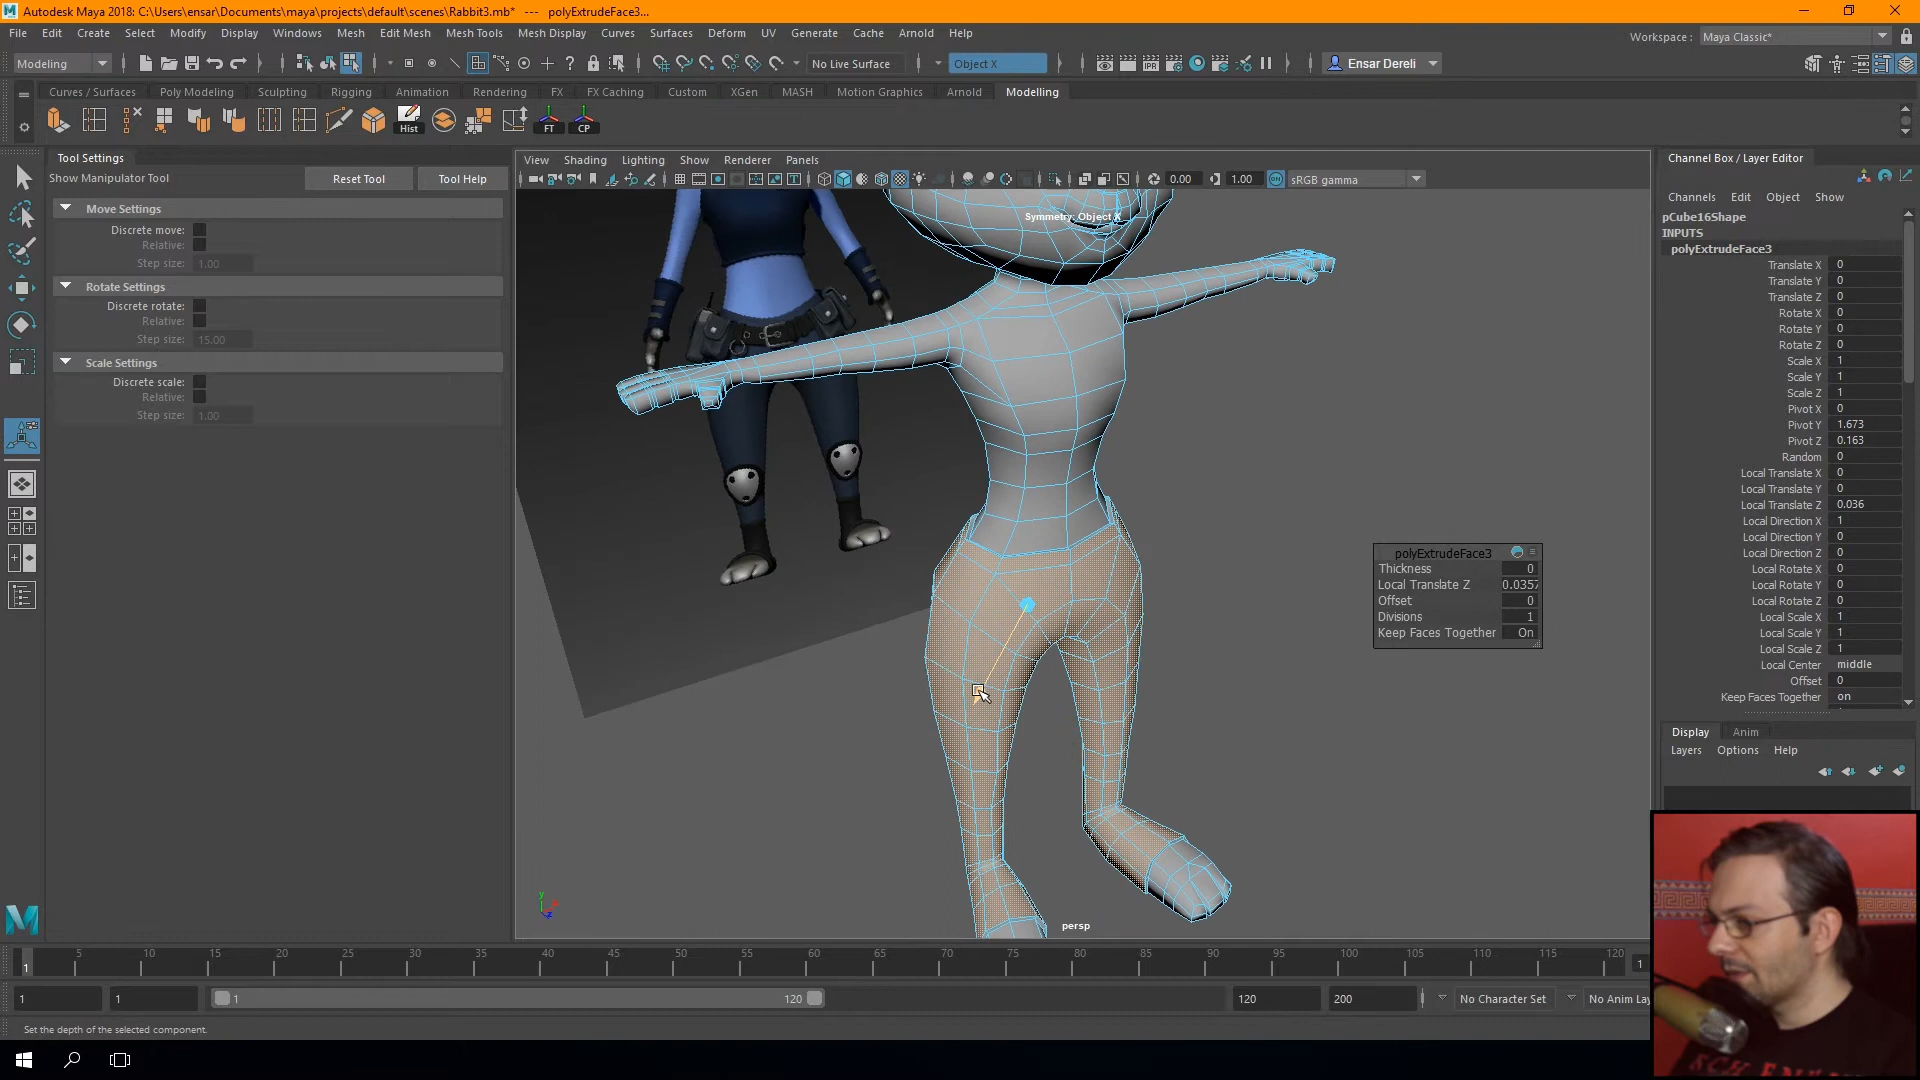 Autodesk Maya 2018: C:\Users\ensar\Documents\maya\projects\default\scenes\Rabbit3.mb* --- polyExtrudeFace3...
File Edit Create Select Modify Display Windows Mesh Edit Mesh Mesh Tools Mesh Display Curves Surfaces Deform UV Generate Cache Arnold Help
Workspace : Maya Classic*
Modeling No Live Surface Object X Ensar Dereli
Curves / Surfaces Poly Modeling Sculpting Rigging Animation Rendering FX FX Caching Custom XGen MASH Motion Graphics Arnold Modelling
Hist FT CP
Tool Settings
Show Manipulator Tool Reset Tool Tool Help
Move Settings
Discrete move:
Relative:
Step size: 1.00
Rotate Settings
Discrete rotate:
Relative:
Step size: 15.00
Scale Settings
Discrete scale:
Relative:
Step size: 1.00
View Shading Lighting Show Renderer Panels
0.00 1.00 ON sRGB gamma
Symmetry: Object X
polyExtrudeFace3
Thickness 0
Local Translate Z 0.0357
Offset 0
Divisions 1
Keep Faces Together On
persp
y
z
Channel Box / Layer Editor
Channels Edit Object Show
pCube16Shape
INPUTS
polyExtrudeFace3
Translate X 0
Translate Y 0
Translate Z 0
Rotate X 0
Rotate Y 0
Rotate Z 0
Scale X 1
Scale Y 1
Scale Z 1
Pivot X 0
Pivot Y 1.673
Pivot Z 0.163
Random 0
Local Translate X 0
Local Translate Y 0
Local Translate Z 0.036
Local Direction X 1
Local Direction Y 0
Local Direction Z 0
Local Rotate X 0
Local Rotate Y 0
Local Rotate Z 0
Local Scale X 1
Local Scale Y 1
Local Scale Z 1
Local Center middle
Offset 0
Keep Faces Together on
Display Anim
Layers Options Help
5 10 15 20 25 30 35 40 45 50 55 60 65 70 75 80 85 90 95 100 105 110 115 120
1 1
1 1 1 120 120 200 No Character Set No Anim Lay
Set the depth of the selected component.